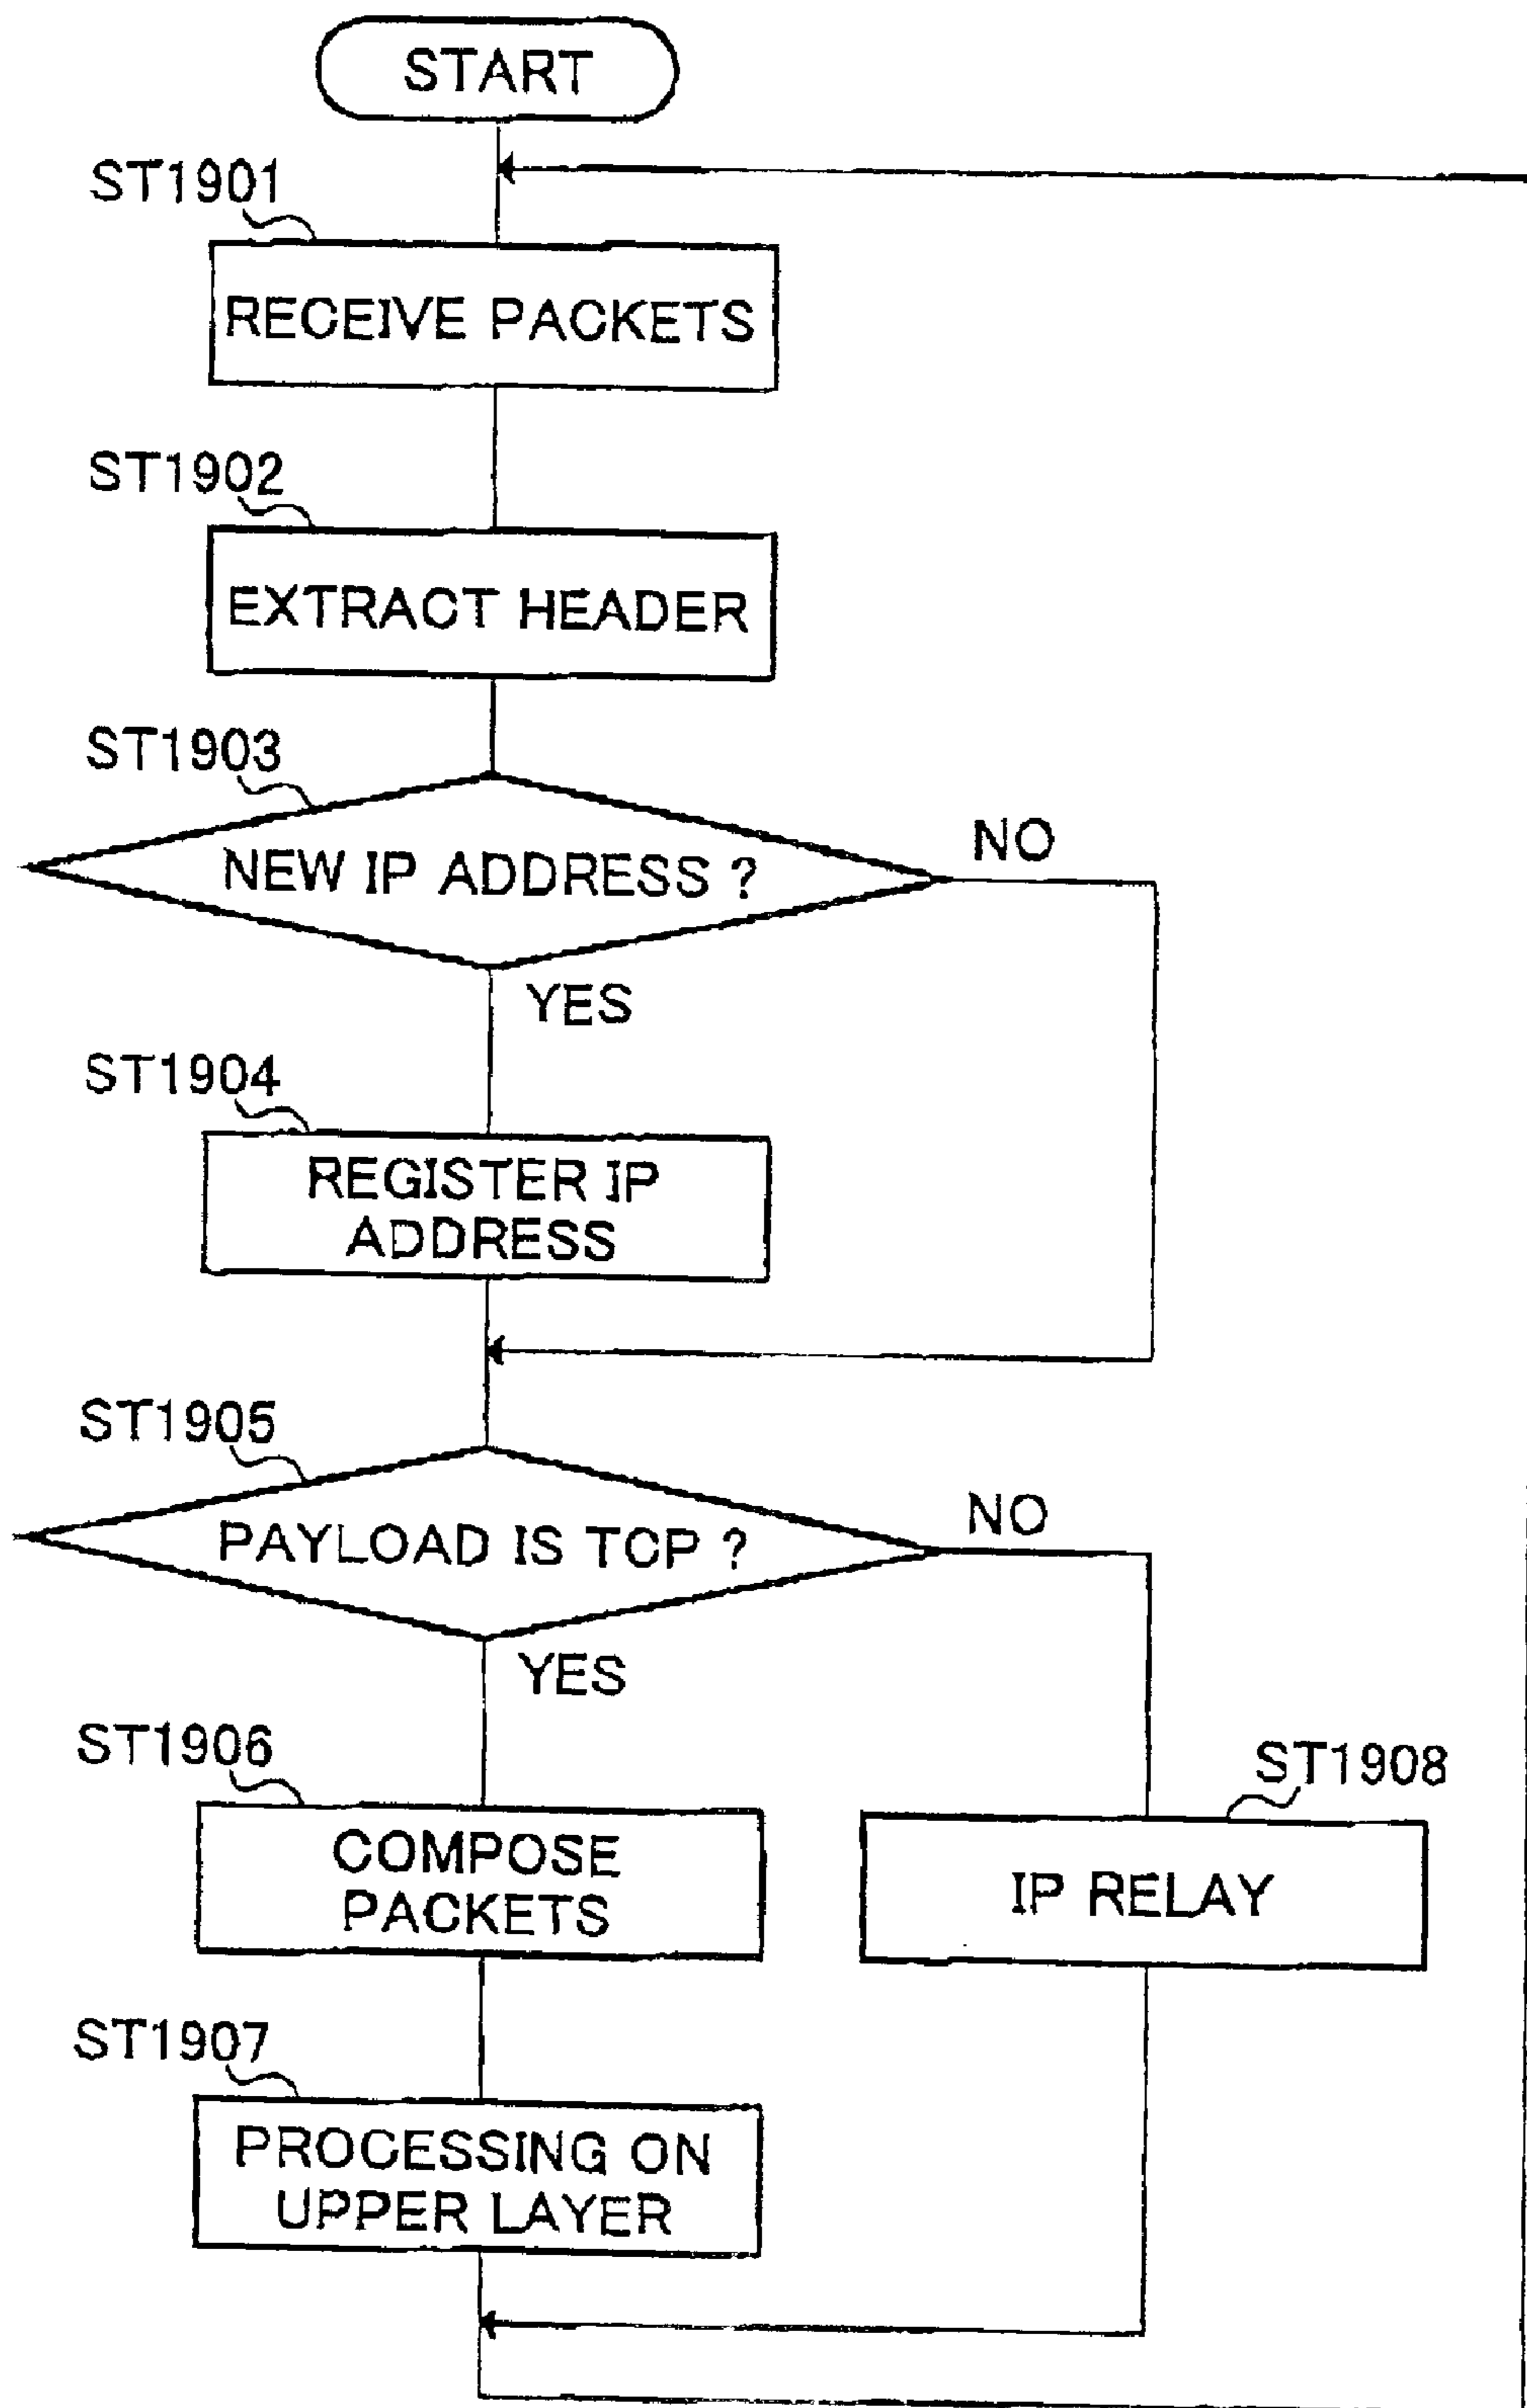 START
ST1901
RECEIVE PACKETS
ST1902
EXTRACT HEADER
ST1903
NEW IP ADDRESS ?
NO
YES
ST1904
REGISTER IP
ADDRESS
ST1905
PAYLOAD IS TCP ?
NO
YES
ST1906
COMPOSE
PACKETS
ST1908
IP RELAY
ST1907
PROCESSING ON
UPPER LAYER